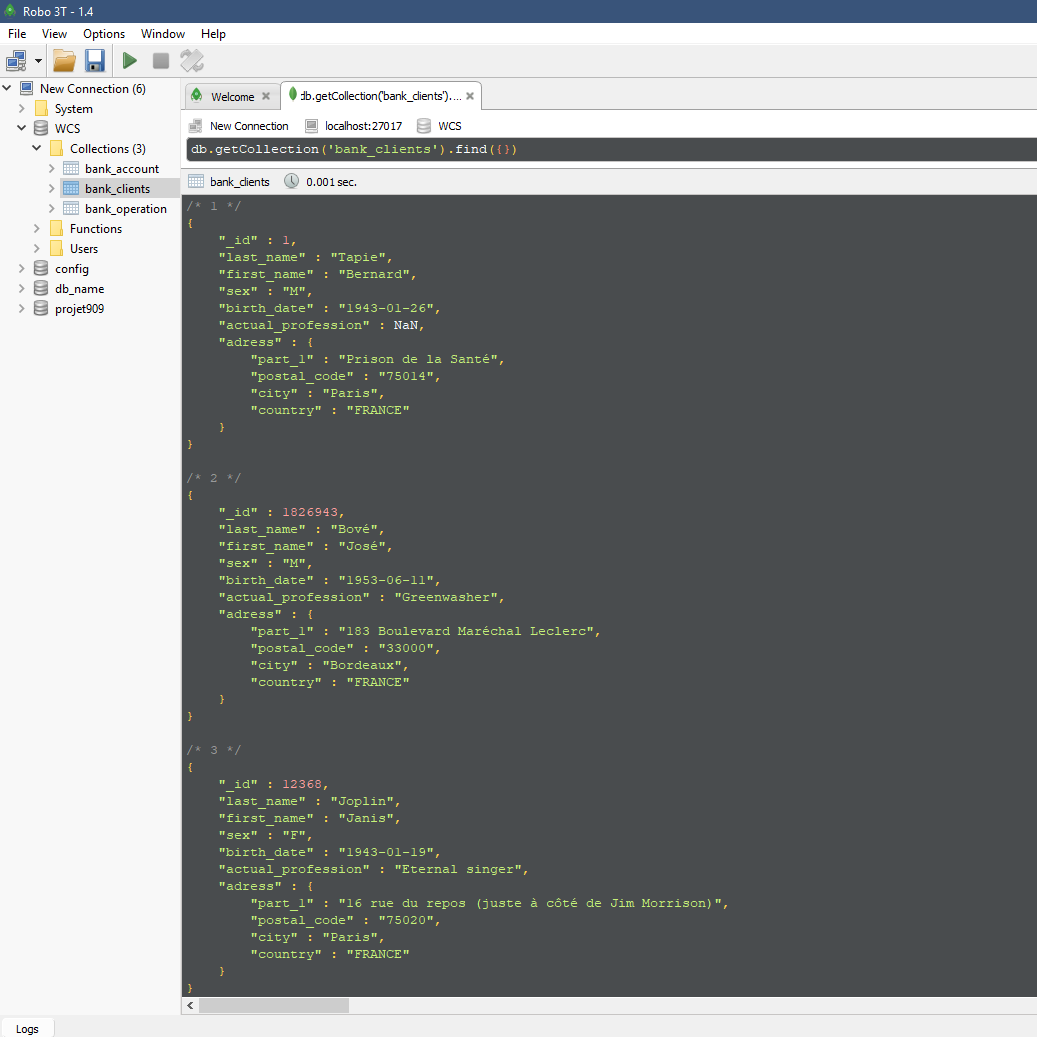 Robo 3T - 1.4
File View Options Window Help
New Connection (6)
System
WCS
Collections (3)
bank_account
bank_clients
bank_operation
Functions
Users
config
db_name
projet909
Welcome
db.getCollection('bank_clients')....
New Connection localhost:27017 WCS
db.getCollection('bank_clients').find({})
bank_clients 0.001 sec.
/* 1 */
{
    "_id" : 1,
    "last_name" : "Tapie",
    "first_name" : "Bernard",
    "sex" : "M",
    "birth_date" : "1943-01-26",
    "actual_profession" : NaN,
    "adress" : {
        "part_1" : "Prison de la Santé",
        "postal_code" : "75014",
        "city" : "Paris",
        "country" : "FRANCE"
    }
}
/* 2 */
{
    "_id" : 1826943,
    "last_name" : "Bové",
    "first_name" : "José",
    "sex" : "M",
    "birth_date" : "1953-06-11",
    "actual_profession" : "Greenwasher",
    "adress" : {
        "part_1" : "183 Boulevard Maréchal Leclerc",
        "postal_code" : "33000",
        "city" : "Bordeaux",
        "country" : "FRANCE"
    }
}
/* 3 */
{
    "_id" : 12368,
    "last_name" : "Joplin",
    "first_name" : "Janis",
    "sex" : "F",
    "birth_date" : "1943-01-19",
    "actual_profession" : "Eternal singer",
    "adress" : {
        "part_1" : "16 rue du repos (juste à côté de Jim Morrison)",
        "postal_code" : "75020",
        "city" : "Paris",
        "country" : "FRANCE"
    }
}
Logs